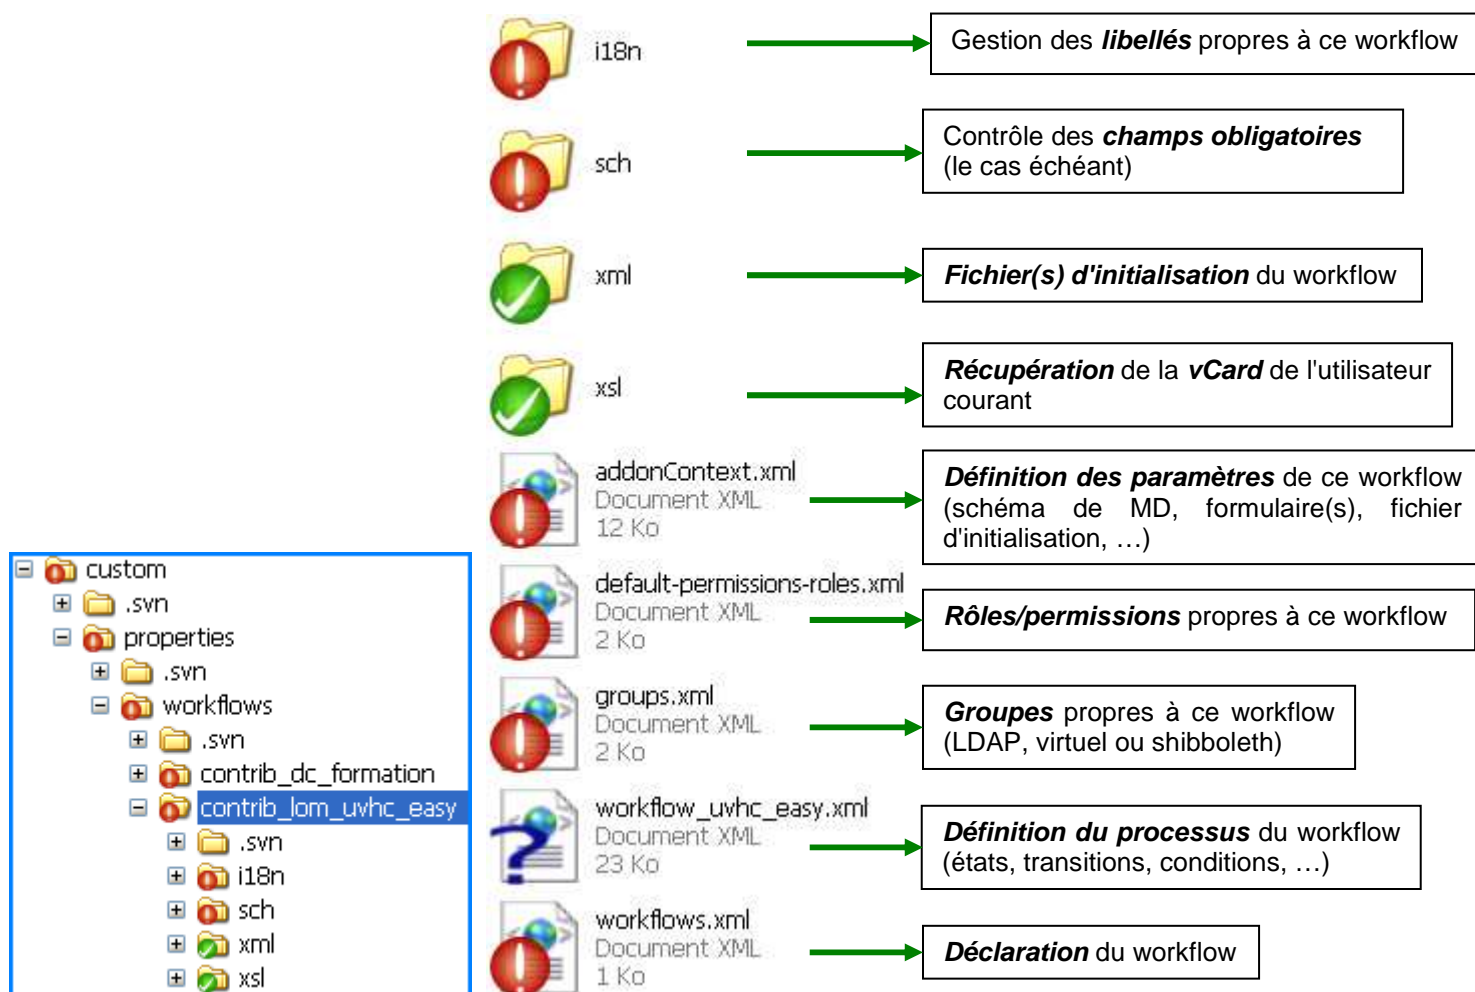 i18n
Gestion des libellés propres à ce workflow
sch
Contrôle des champs obligatoires
(le cas échéant)
xml
Fichier(s) d'initialisation du workflow
xsl
Récupération de la vCard de l'utilisateur
courant
addonContext.xml
Document XML
12 Ko
Définition des paramètres de ce workflow
(schéma de MD, formulaire(s), fichier
d'initialisation, …)
default-permissions-roles.xml
Document XML
2 Ko
Rôles/permissions propres à ce workflow
groups.xml
Document XML
2 Ko
Groupes propres à ce workflow
(LDAP, virtuel ou shibboleth)
workflow_uvhc_easy.xml
Document XML
23 Ko
Définition du processus du workflow
(états, transitions, conditions, …)
workflows.xml
Document XML
1 Ko
Déclaration du workflow
custom
.svn
properties
.svn
workflows
.svn
contrib_dc_formation
contrib_lom_uvhc_easy
.svn
i18n
sch
xml
xsl